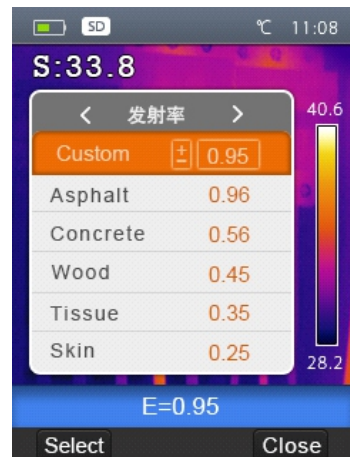 SD ℃ 11:08
S:33.8
< 发射率 >
40.6
Custom ± 0.95
Asphalt 0.96
Concrete 0.56
Wood 0.45
Tissue 0.35
Skin 0.25
28.2
E=0.95
Select Close